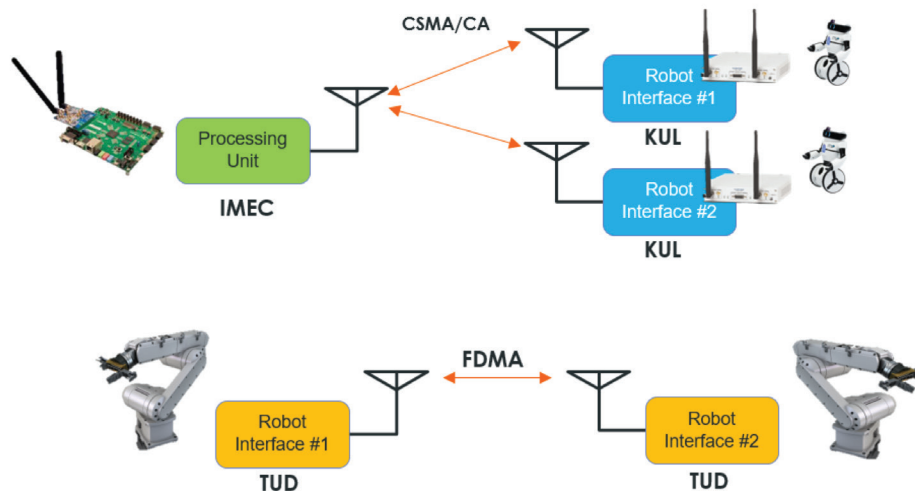 CSMA/CA
Robot
Interface #1
KUL
Processing
Unit
IMEC
Robot
Interface #2
KUL
FDMA
Robot
Interface #1
TUD
Robot
Interface #2
TUD